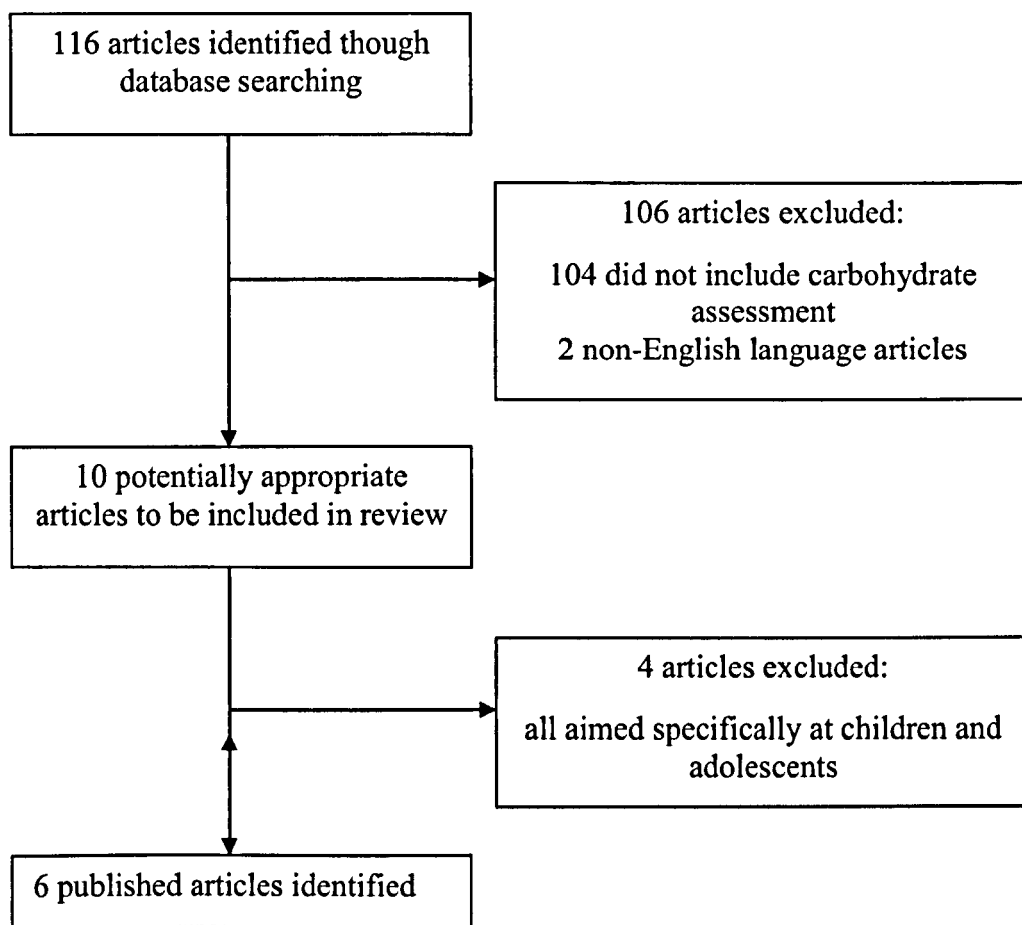 116 articles identified though
database searching
106 articles excluded:
104 did not include carbohydrate
assessment
2 non-English language articles
10 potentially appropriate
articles to be included in review
4 articles excluded:
all aimed specifically at children and
adolescents
6 published articles identified